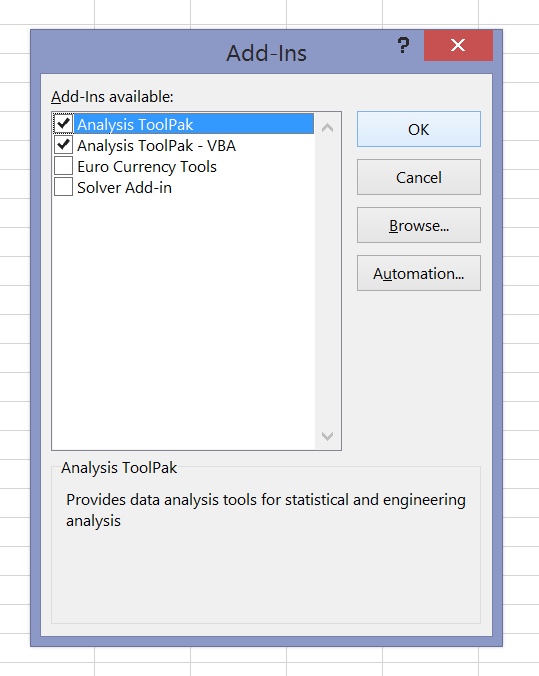 Add-Ins
?
Add-Ins available:
Analysis ToolPak
Analysis ToolPak - VBA
Euro Currency Tools
Solver Add-in
OK
Cancel
Browse...
Automation...
Analysis ToolPak
Provides data analysis tools for statistical and engineering
analysis